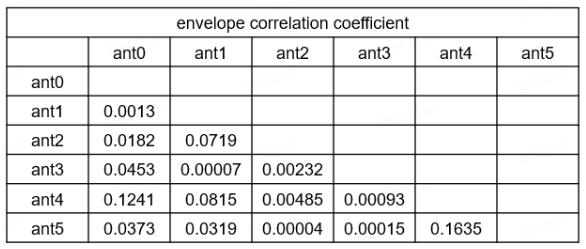 envelope correlation coefficient
ant0 ant1 ant2 ant3 ant4 ant5
ant0
ant1 0.0013
ant2 0.0182 0.0719
ant3 0.0453 0.00007 0.00232
ant4 0.1241 0.0815 0.00485 0.00093
ant5 0.0373 0.0319 0.00004 0.00015 0.1635